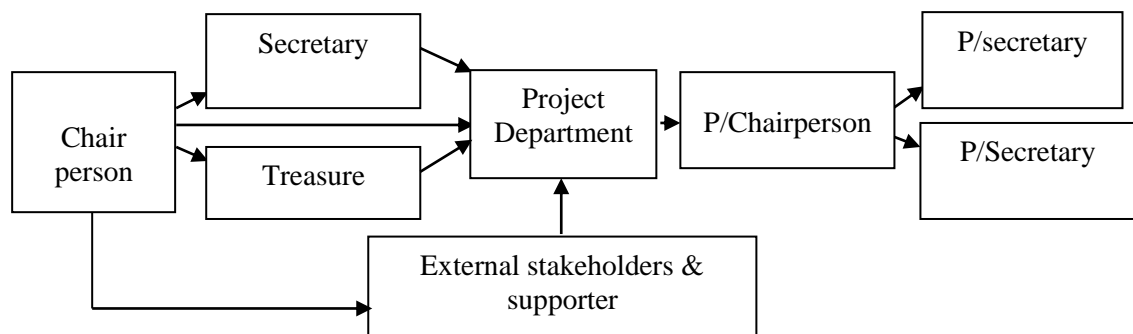 Chair
person
Secretary
Treasure
Project
Department
P/Chairperson
P/secretary
P/Secretary
External stakeholders &
supporter